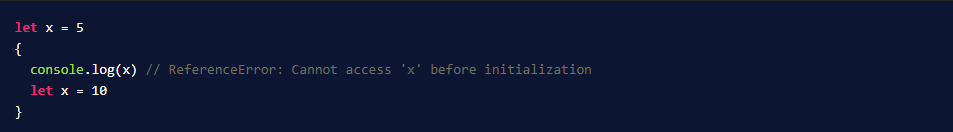 let x = 5
{
  console.log(x) // ReferenceError: Cannot access 'x' before initialization
  let x = 10
}